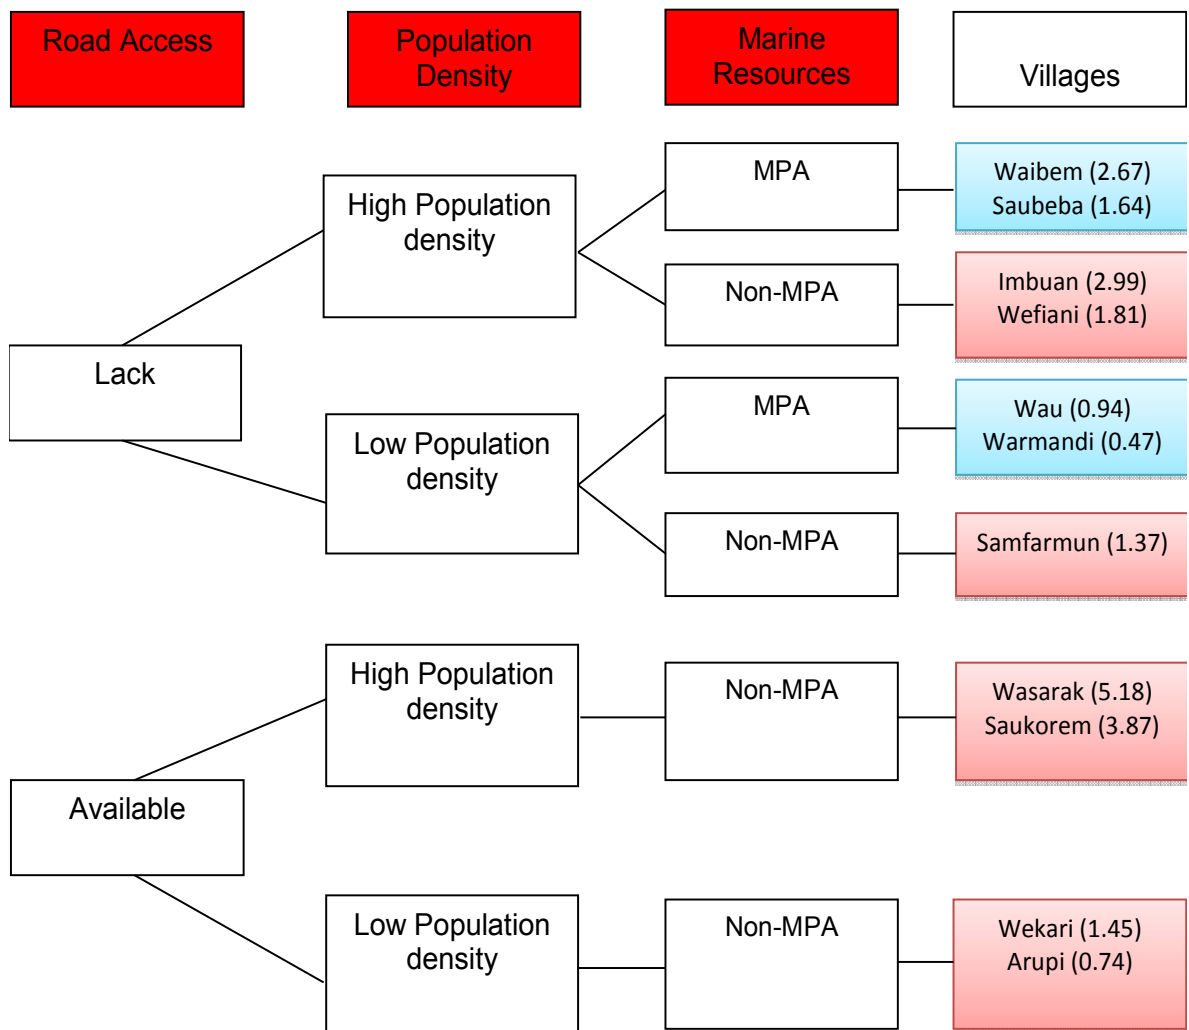 Road Access
Population
Density
Marine
Resources
Villages
MPA
Waibem (2.67)
Saubeba (1.64)
High Population
density
Non-MPA
Imbuan (2.99)
Wefiani (1.81)
Lack
MPA
Wau (0.94)
Warmandi (0.47)
Low Population
density
Non-MPA
Samfarmun (1.37)
High Population
density
Non-MPA
Wasarak (5.18)
Saukorem (3.87)
Available
Low Population
density
Non-MPA
Wekari (1.45)
Arupi (0.74)